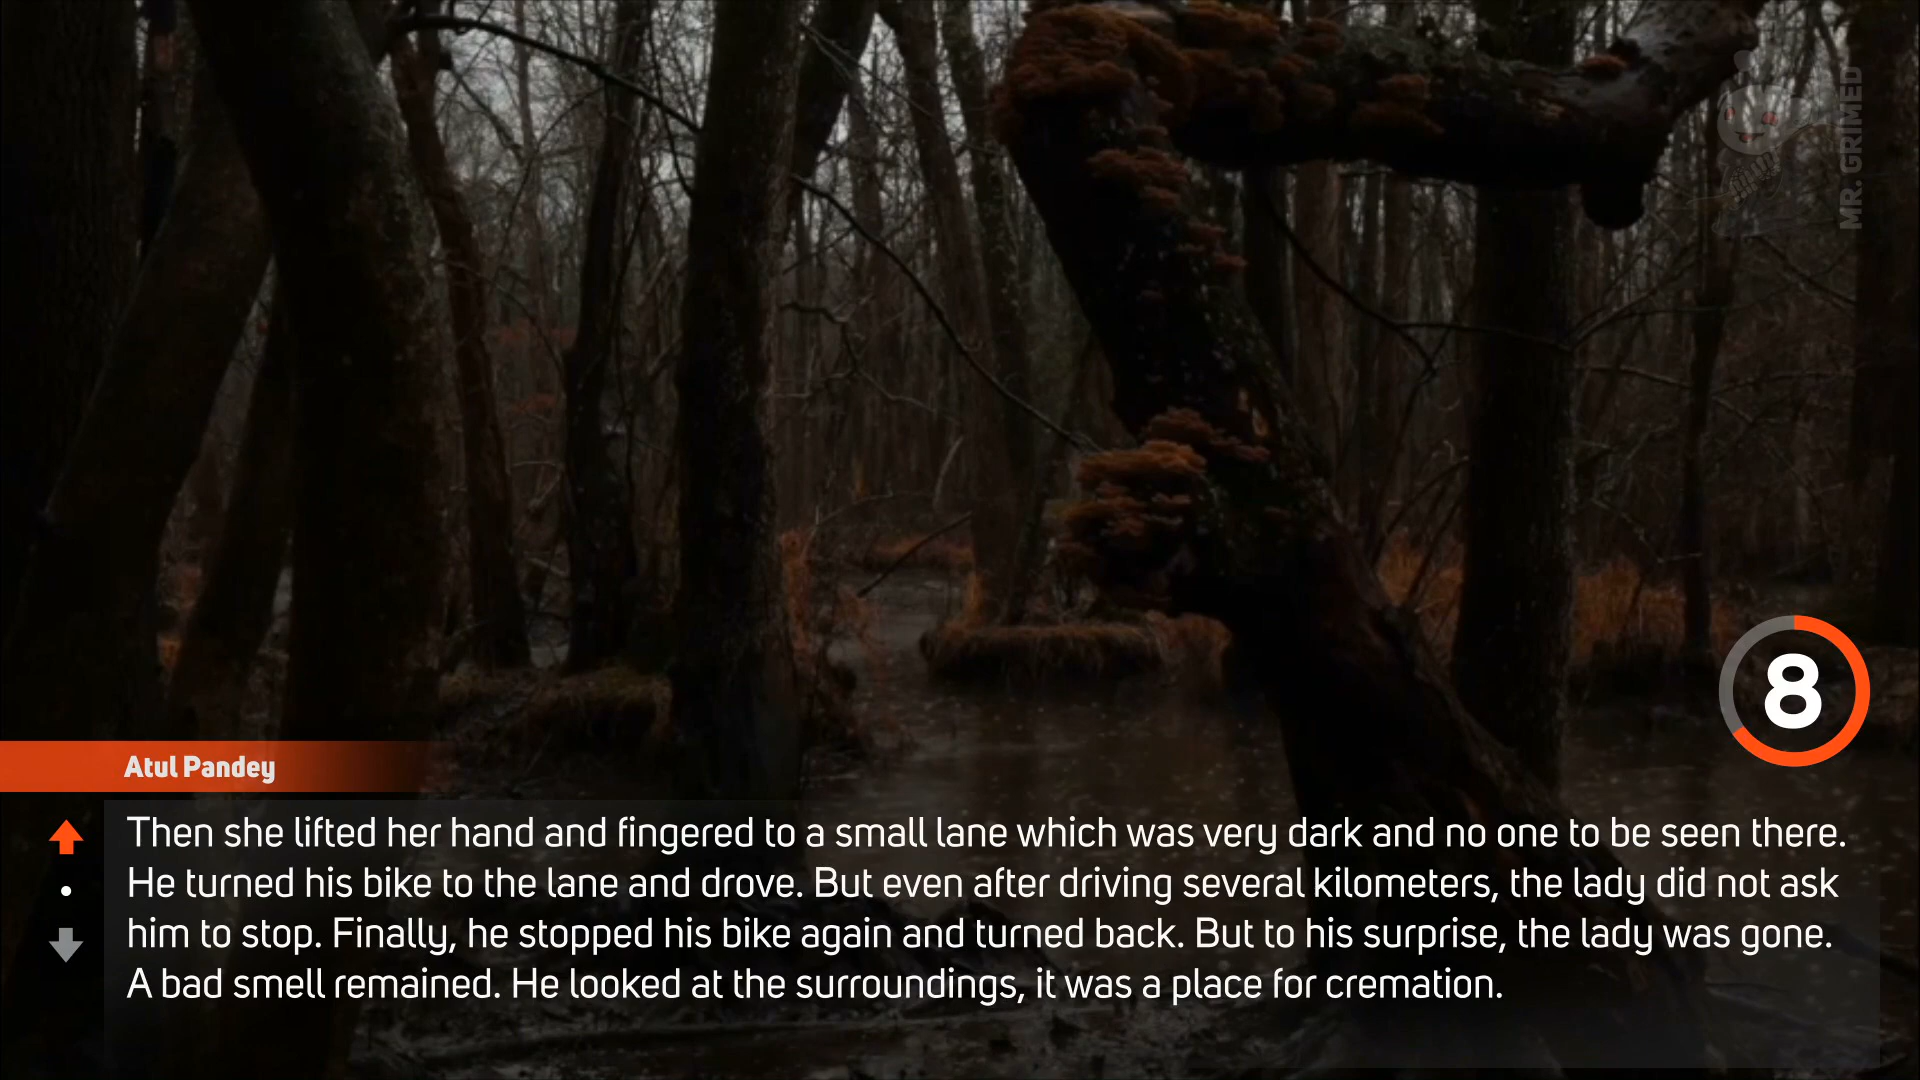 MR. GRIMED
8
Atul Pandey
Then she lifted her hand and fingered to a small lane which was very dark and no one to be seen there.
He turned his bike to the lane and drove. But even after driving several kilometers, the lady did not ask
him to stop. Finally, he stopped his bike again and turned back. But to his surprise, the lady was gone.
A bad smell remained. He looked at the surroundings, it was a place for cremation.